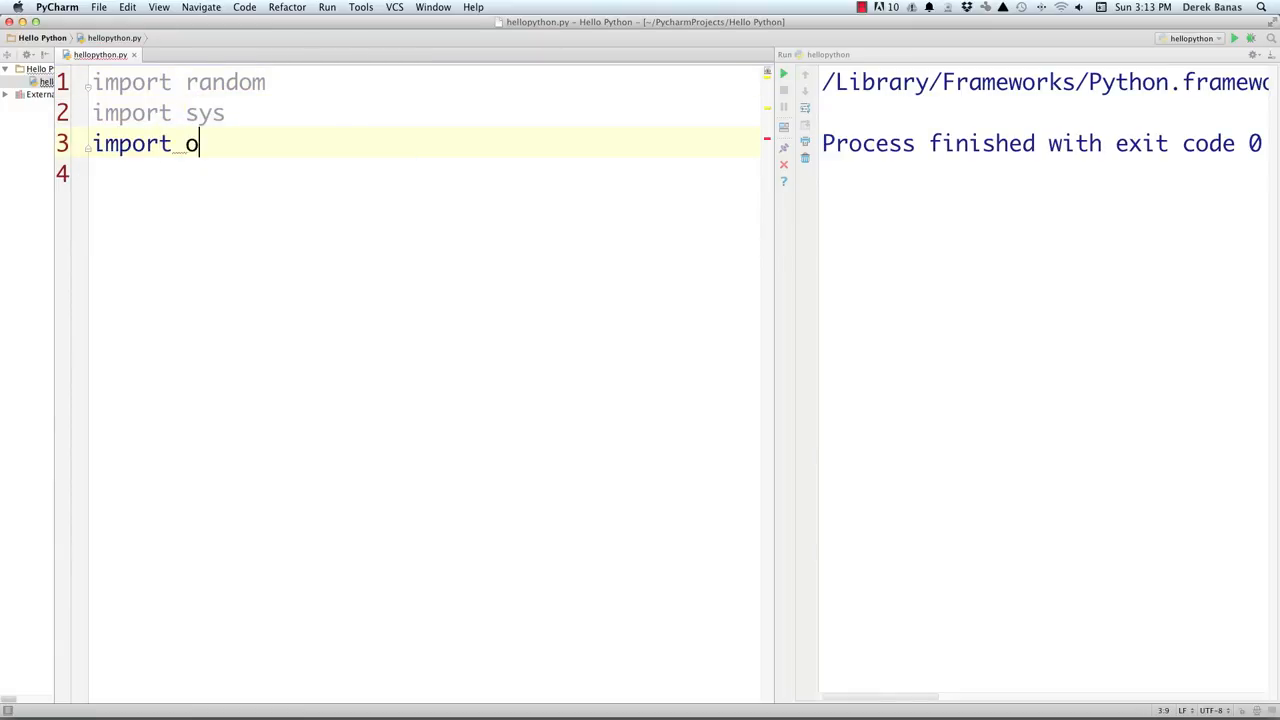 PyCharm File Edit View Navigate Code Refactor Run Tools VCS Window Help 10 Sun 3:13 PM Derek Banas
hellopython.py – Hello Python – [~/PycharmProjects/Hello Python]
Hello Python hellopython.py hellopython
hellopython.py Run hellopython
Hello P
hell
Externa
1 import random
2 import sys
3 import o
4
/Library/Frameworks/Python.framewo
Process finished with exit code 0
3:9 LF UTF-8